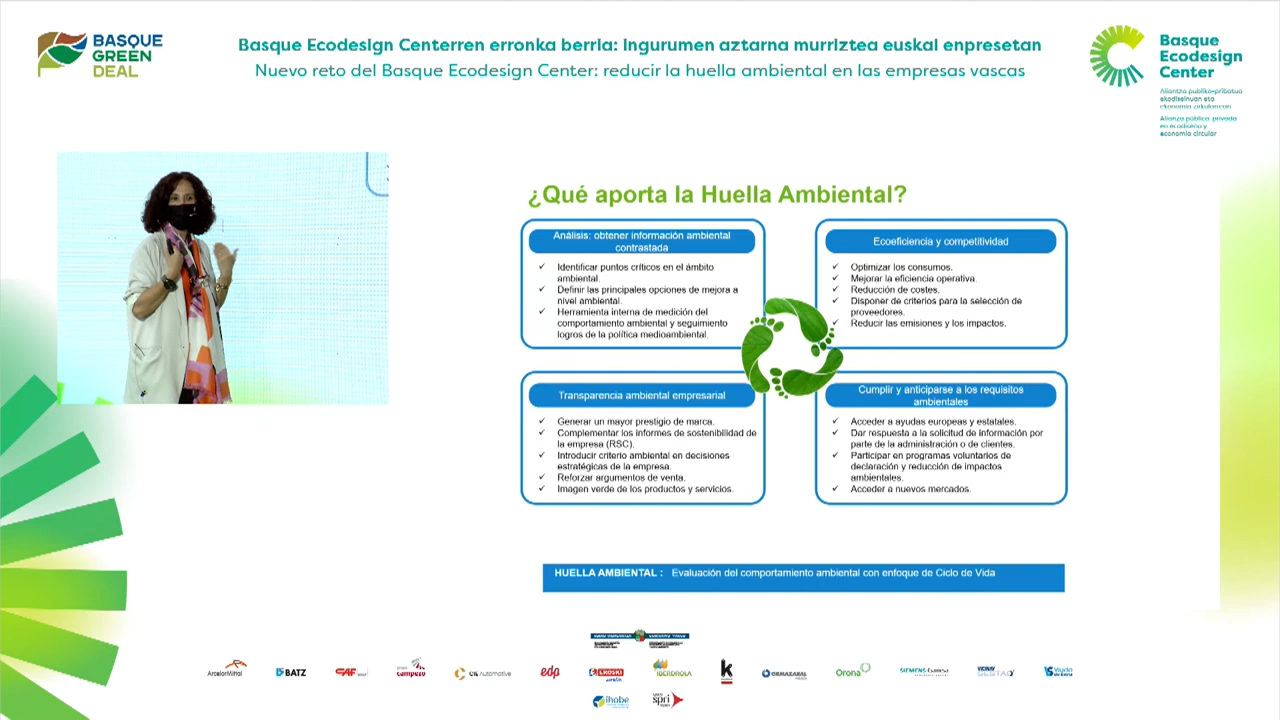 BASQUE
GREEN
DEAL
Basque Ecodesign Centerren erronka berria: ingurumen aztarna murriztea euskal enpresetan
Nuevo reto del Basque Ecodesign Center: reducir la huella ambiental en las empresas vascas
Basque
Ecodesign
Center
Aliantza publiko-pribatua
ekodiseinuan eta
ekonomia zirkularrean
Alianza público-privada
en ecodiseño y
economía circular
¿Qué aporta la Huella Ambiental?
Análisis: obtener información ambiental
contrastada
✓ Identificar puntos críticos en el ámbito
ambiental.
✓ Definir las principales opciones de mejora a
nivel ambiental.
✓ Herramienta interna de medición del
comportamiento ambiental y seguimiento
logros de la política medioambiental.
Ecoeficiencia y competitividad
✓ Optimizar los consumos.
✓ Mejorar la eficiencia operativa.
✓ Reducción de costes.
✓ Disponer de criterios para la selección de
proveedores.
✓ Reducir las emisiones y los impactos.
Transparencia ambiental empresarial
✓ Generar un mayor prestigio de marca.
✓ Complementar los informes de sostenibilidad de
la empresa (RSC).
✓ Introducir criterio ambiental en decisiones
estratégicas de la empresa.
✓ Reforzar argumentos de venta.
✓ Imagen verde de los productos y servicios.
Cumplir y anticiparse a los requisitos
ambientales
✓ Acceder a ayudas europeas y estatales.
✓ Dar respuesta a la solicitud de información por
parte de la administración o de clientes.
✓ Participar en programas voluntarios de
declaración y reducción de impactos
ambientales.
✓ Acceder a nuevos mercados.
HUELLA AMBIENTAL : Evaluación del comportamiento ambiental con enfoque de Ciclo de Vida
ArcelorMittal
BATZ
CAF
campezo
CIE Automotive
edp
EROSKI
IBERDROLA
k
ORMAZABAL
Orona
SIEMENS Gamesa
ihobe
spri